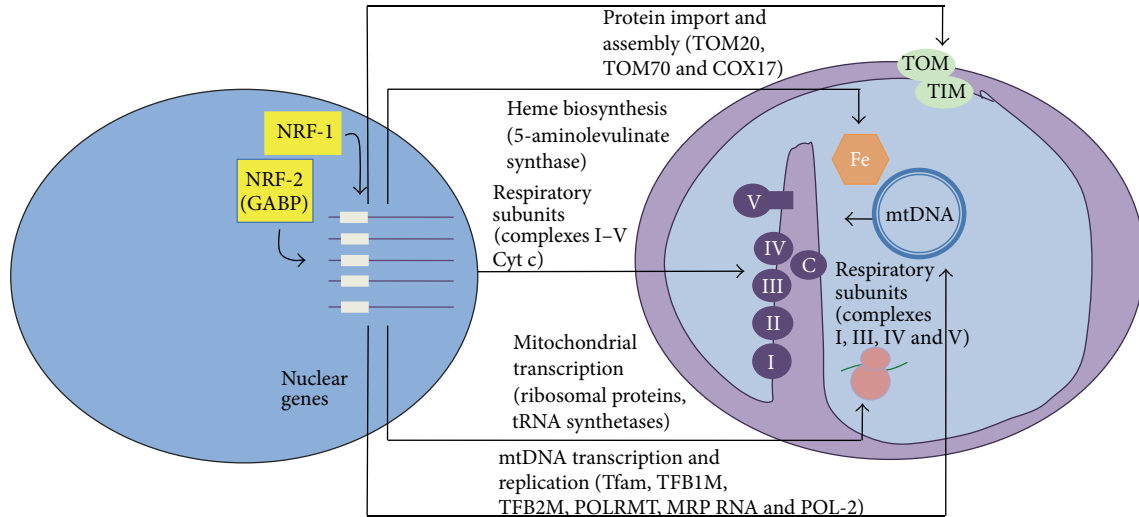 Protein import and
assembly (TOM20,
TOM70 and COX17)
TOM
TIM
Heme biosynthesis
(5-aminolevulinate
synthase)
NRF-1
NRF-2
(GABP)
Fe
Respiratory
subunits
(complexes I–V
Cyt c)
V
mtDNA
IV
C
III
II
I
Respiratory
subunits
(complexes
I, III, IV and V)
Nuclear
genes
Mitochondrial
transcription
(ribosomal proteins,
tRNA synthetases)
mtDNA transcription and
replication (Tfam, TFB1M,
TFB2M, POLRMT, MRP RNA and POL-2)